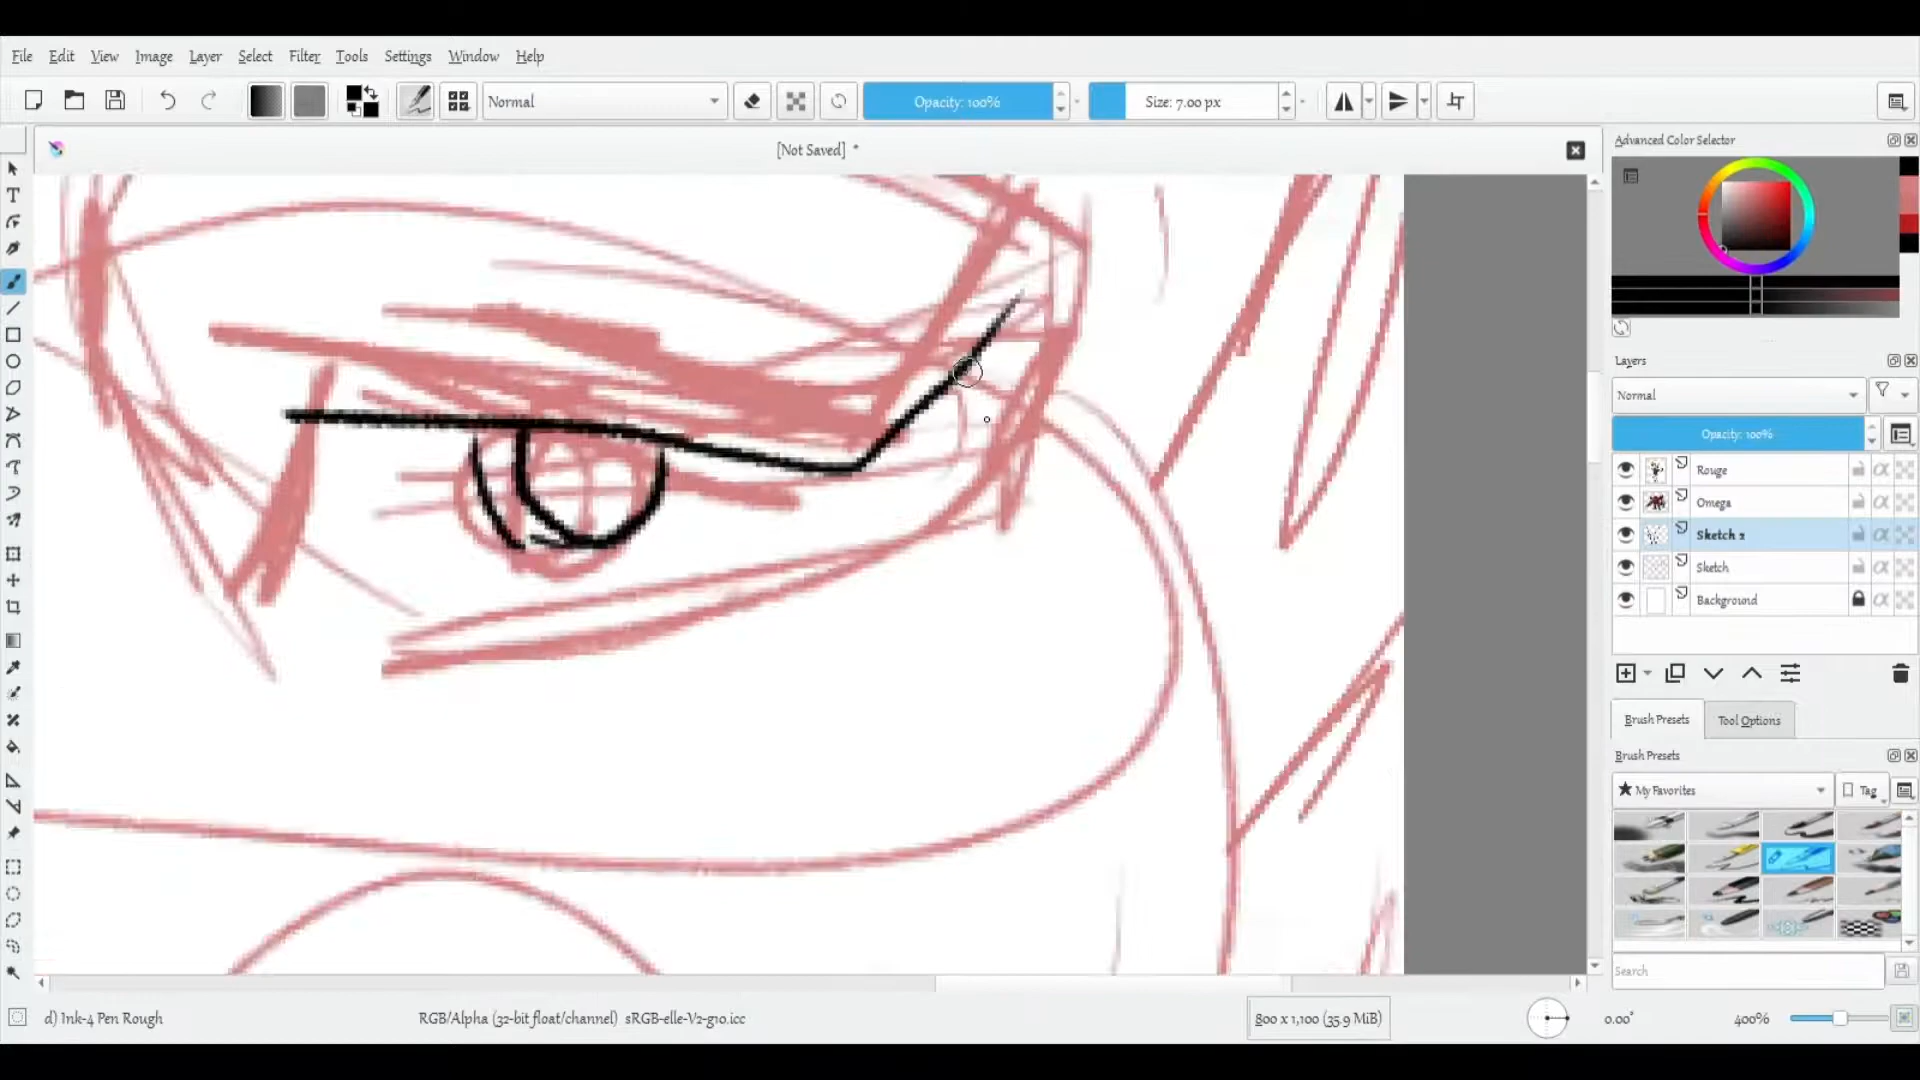 File Edit View Image Layer Select Filter Tools Settings Window Help
Normal
Opacity: 100%
Size: 7.00 px
[Not Saved] *
Advanced Color Selector
Layers
Normal
Opacity: 100%
Rouge
Omega
Sketch 2
Sketch
Background
Brush Presets
Tool Options
Brush Presets
My Favorites
Tag
Search
d) Ink-4 Pen Rough
RGB/Alpha (32-bit float/channel) sRGB-elle-V2-g10.icc
800 x 1,100 (35.9 MiB)
0.00°
400%